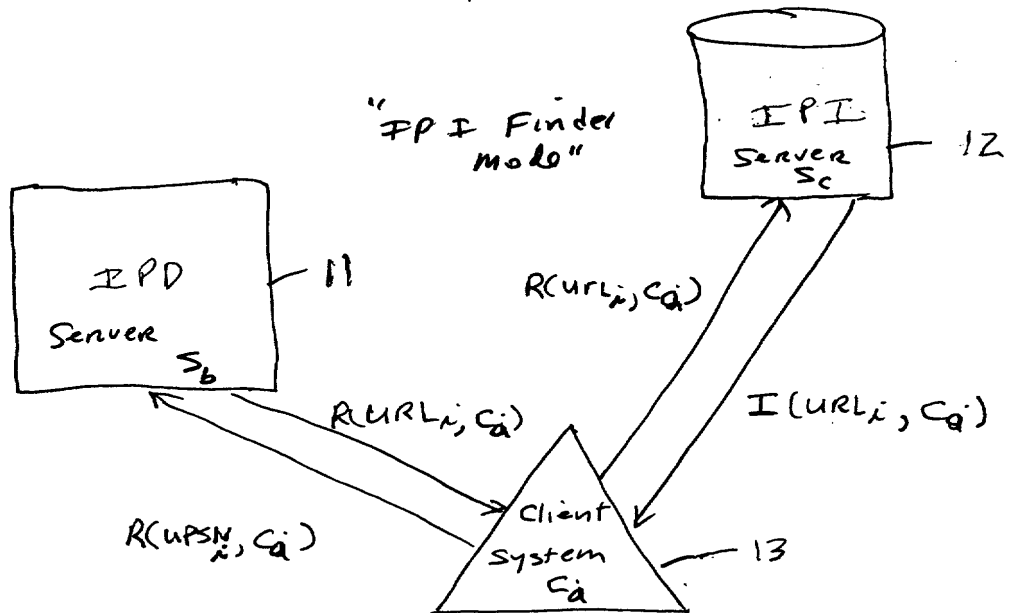 "IPI Finder
mode"
IPI
Server
Sc
12
IPD
Server
Sb
11
R(URLi, Ca)
I(URLi, Ca)
R(URLi, Ca)
R(UPSNi, Ca)
Client
System
Ca
13